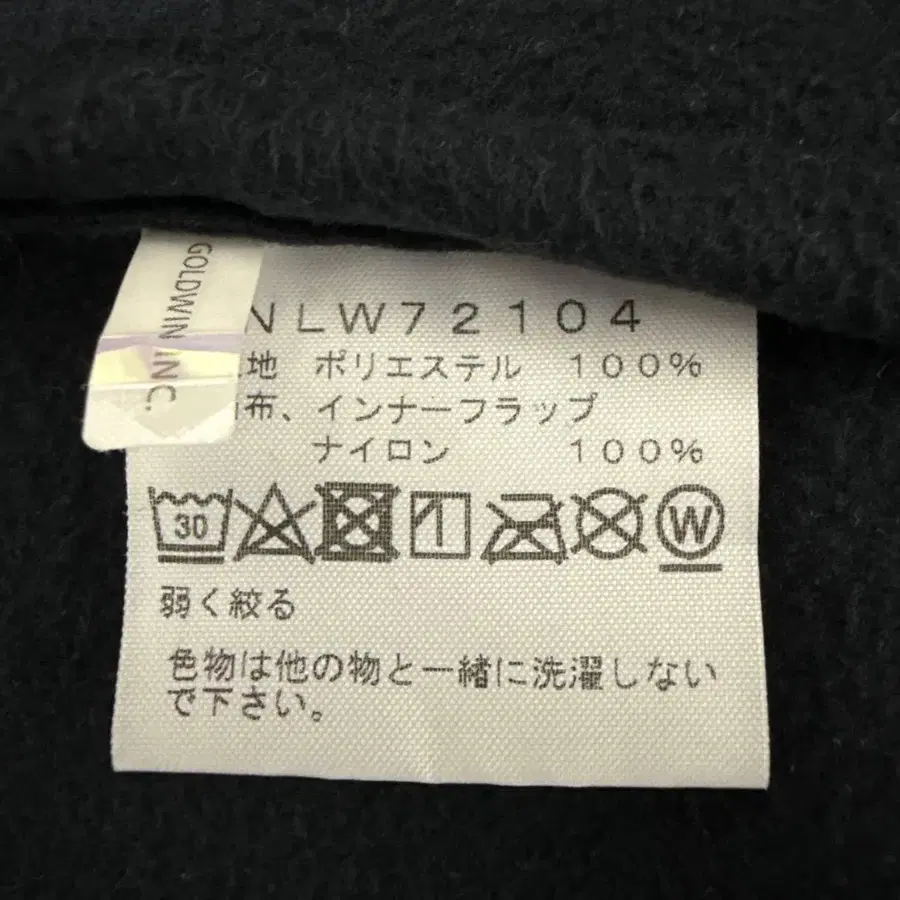 GOLDWIN INC.
NLW72104
地 ポリエステル 100%
布、インナーフラップ
ナイロン 100%
30
W
弱く絞る
色物は他の物と一緒に洗濯しない
で下さい。